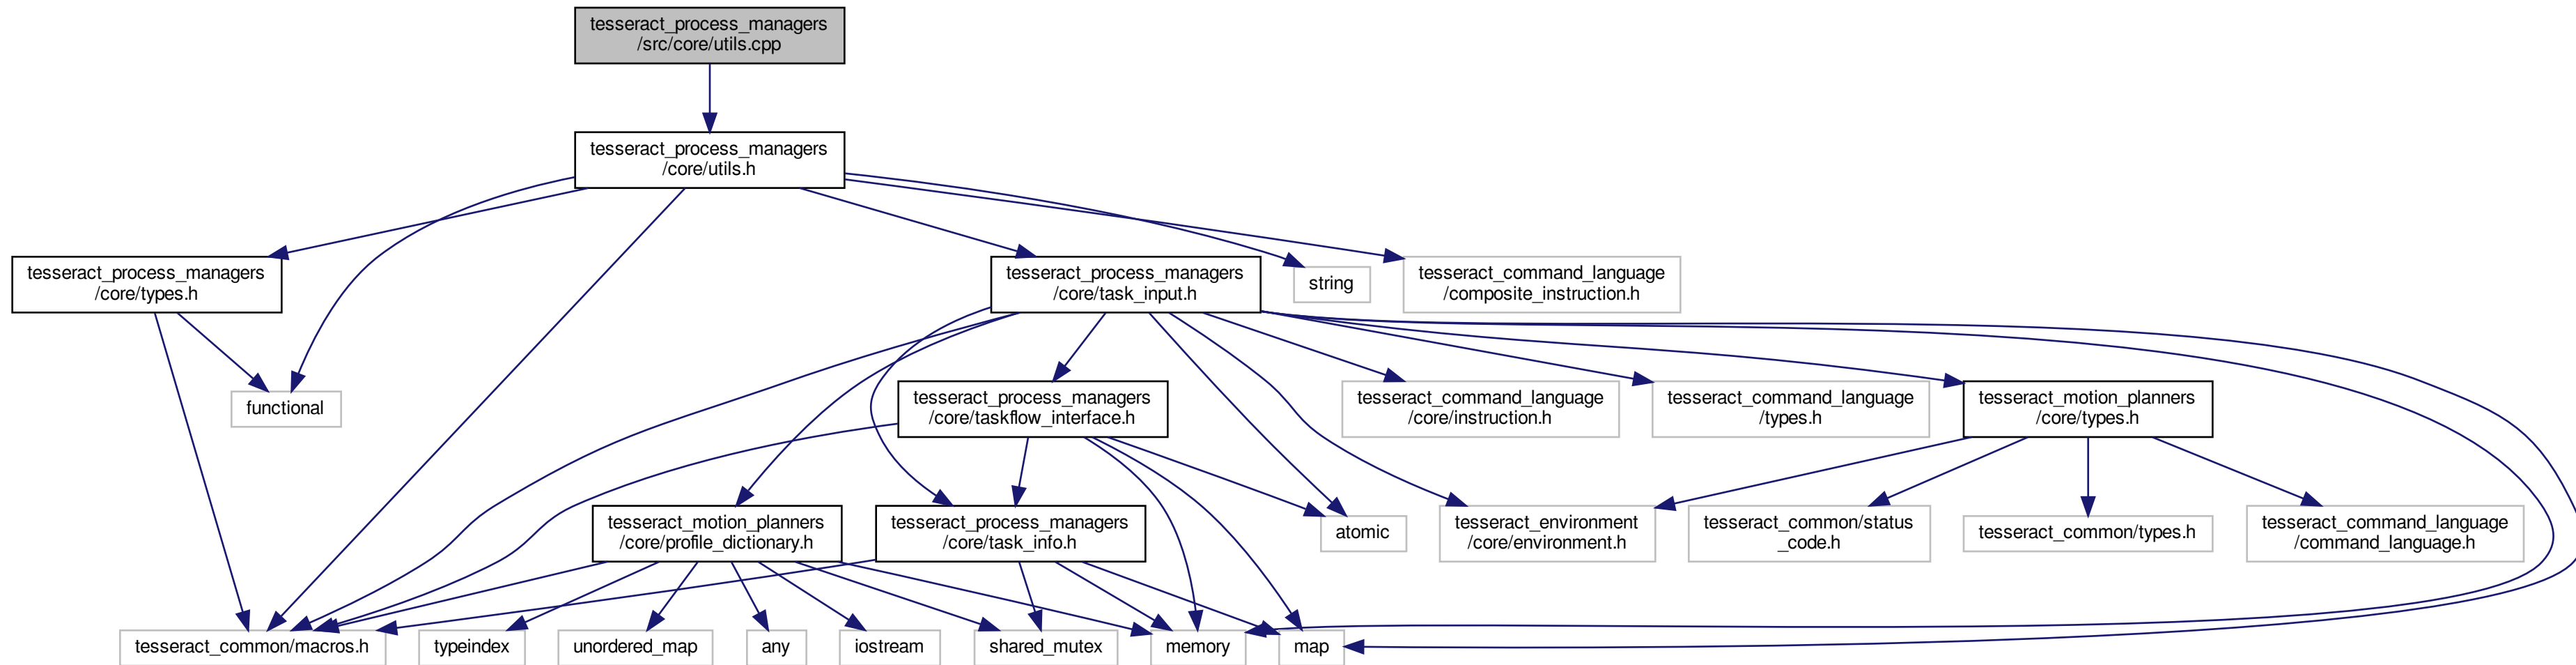 tesseract_process_managers
/src/core/utils.cpp
tesseract_process_managers
/core/utils.h
tesseract_process_managers
/core/types.h
tesseract_process_managers
/core/task_input.h
string
tesseract_command_language
/composite_instruction.h
functional
tesseract_process_managers
/core/taskflow_interface.h
tesseract_command_language
/core/instruction.h
tesseract_command_language
/types.h
tesseract_motion_planners
/core/types.h
tesseract_motion_planners
/core/profile_dictionary.h
tesseract_process_managers
/core/task_info.h
atomic
tesseract_environment
/core/environment.h
tesseract_common/status
_code.h
tesseract_common/types.h
tesseract_command_language
/command_language.h
tesseract_common/macros.h
typeindex
unordered_map
any
iostream
shared_mutex
memory
map